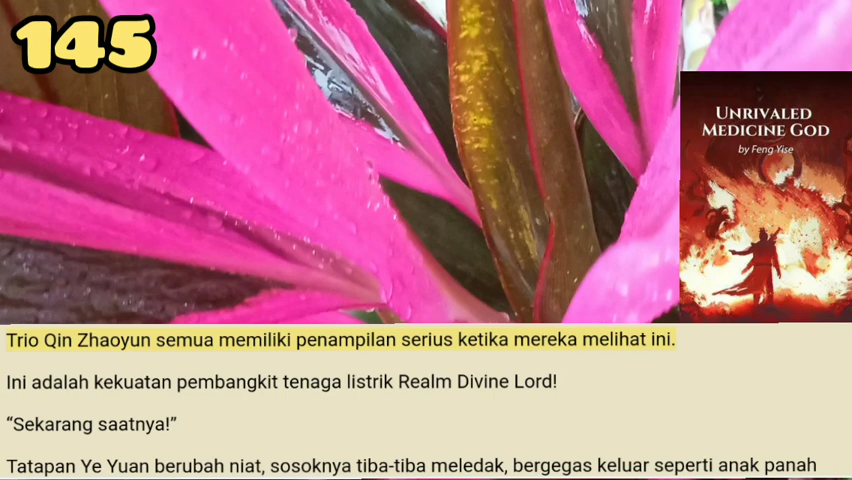 145
UNRIVALED
MEDICINE GOD
by Feng Yise
Trio Qin Zhaoyun semua memiliki penampilan serius ketika mereka melihat ini.
Ini adalah kekuatan pembangkit tenaga listrik Realm Divine Lord!
“Sekarang saatnya!”
Tatapan Ye Yuan berubah niat, sosoknya tiba-tiba meledak, bergegas keluar seperti anak panah